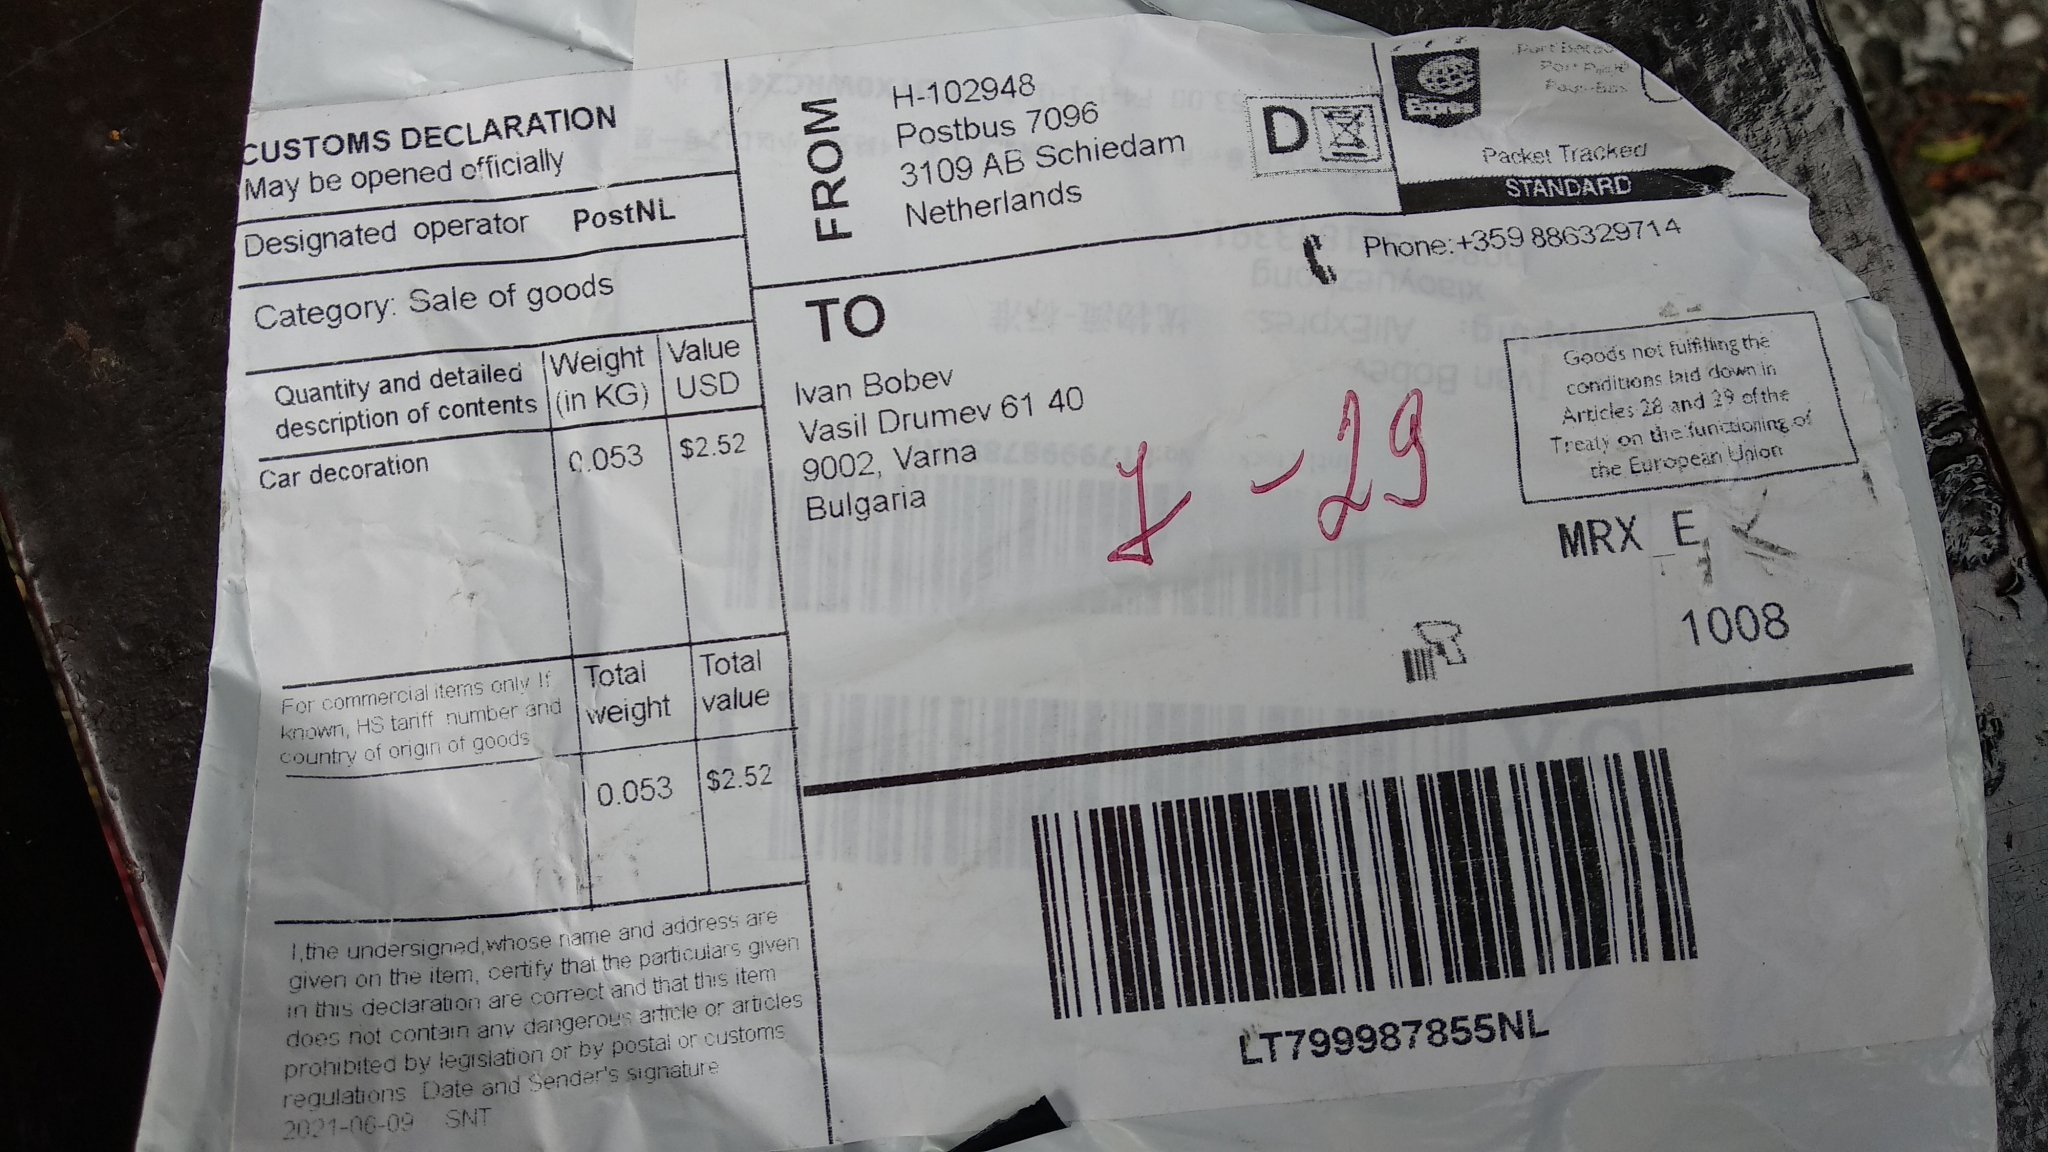 CUSTOMS DECLARATION
May be opened officially
Designated operator PostNL
Category: Sale of goods
Quantity and detailed description of contents
Weight (in KG)
Value USD
Car decoration 0.053 $2.52
For commercial items only If
known, HS tariff number and
country of origin of goods
Total weight
Total value
0.053 $2.52
I,the undersigned,whose name and address are
given on the item, certify that the particulars given
in this declaration are correct and that this item
does not contain any dangerous article or articles
prohibited by legislation or by postal or customs
regulations Date and Sender's signature
2021-06-09 SNT
FROM
H-102948
Postbus 7096
3109 AB Schiedam
Netherlands
D
Packet Tracked
STANDARD
Phone:+359 886329714
TO
Ivan Bobev
Vasil Drumev 61 40
9002, Varna
Bulgaria
-29
Goods not fulfilling the
conditions laid down in
Articles 28 and 29 of the
Treaty on the functioning of
the European Union
MRX E
1008
LT799987855NL